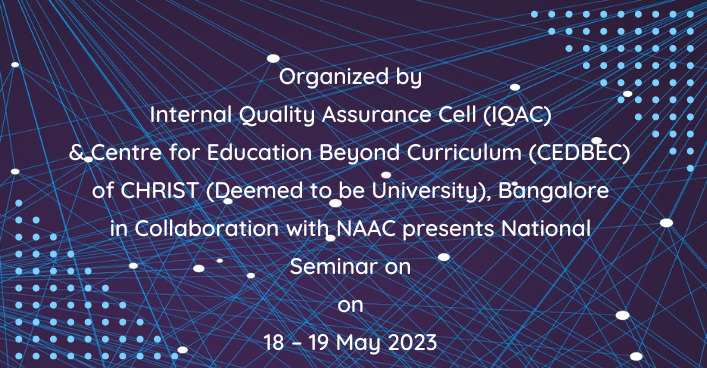 Organized by
Internal Quality Assurance Cell (IQAC)
& Centre for Education Beyond Curriculum (CEDBEC)
of CHRIST (Deemed to be University), Bangalore
in Collaboration with NAAC presents National
Seminar on
on
18 – 19 May 2023